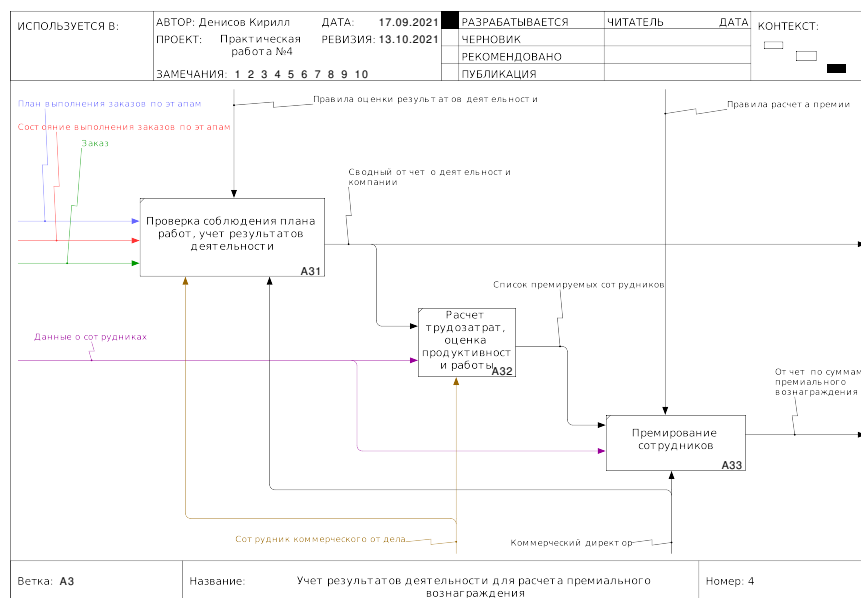 ИСПОЛЬЗУЕТСЯ В:
АВТОР: Денисов Кирилл
ДАТА: 17.09.2021
ПРОЕКТ: Практическая
работа №4
РЕВИЗИЯ: 13.10.2021
ЗАМЕЧАНИЯ: 1 2 3 4 5 6 7 8 9 10
РАЗРАБАТЫВАЕТСЯ
ЧЕРНОВИК
РЕКОМЕНДОВАНО
ПУБЛИКАЦИЯ
ЧИТАТЕЛЬ
ДАТА
КОНТЕКСТ:
План выполнения заказов по этапам
Правила оценки результатов деятельности
Правила расчета премии
Состояние выполнения заказов по этапам
Заказ
Сводный отчет о деятельности
компании
Проверка соблюдения плана
работ, учет результатов
деятельности
A31
Список премируемых сотрудников
Данные о сотрудниках
Расчет
трудозатрат,
оценка
продуктивност
и работы
A32
Отчет по суммам
премиального
вознаграждения
Премирование
сотрудников
A33
Сотрудник коммерческого отдела
Коммерческий директор
Ветка: A3
Название:
Учет результатов деятельности для расчета премиального
вознаграждения
Номер: 4